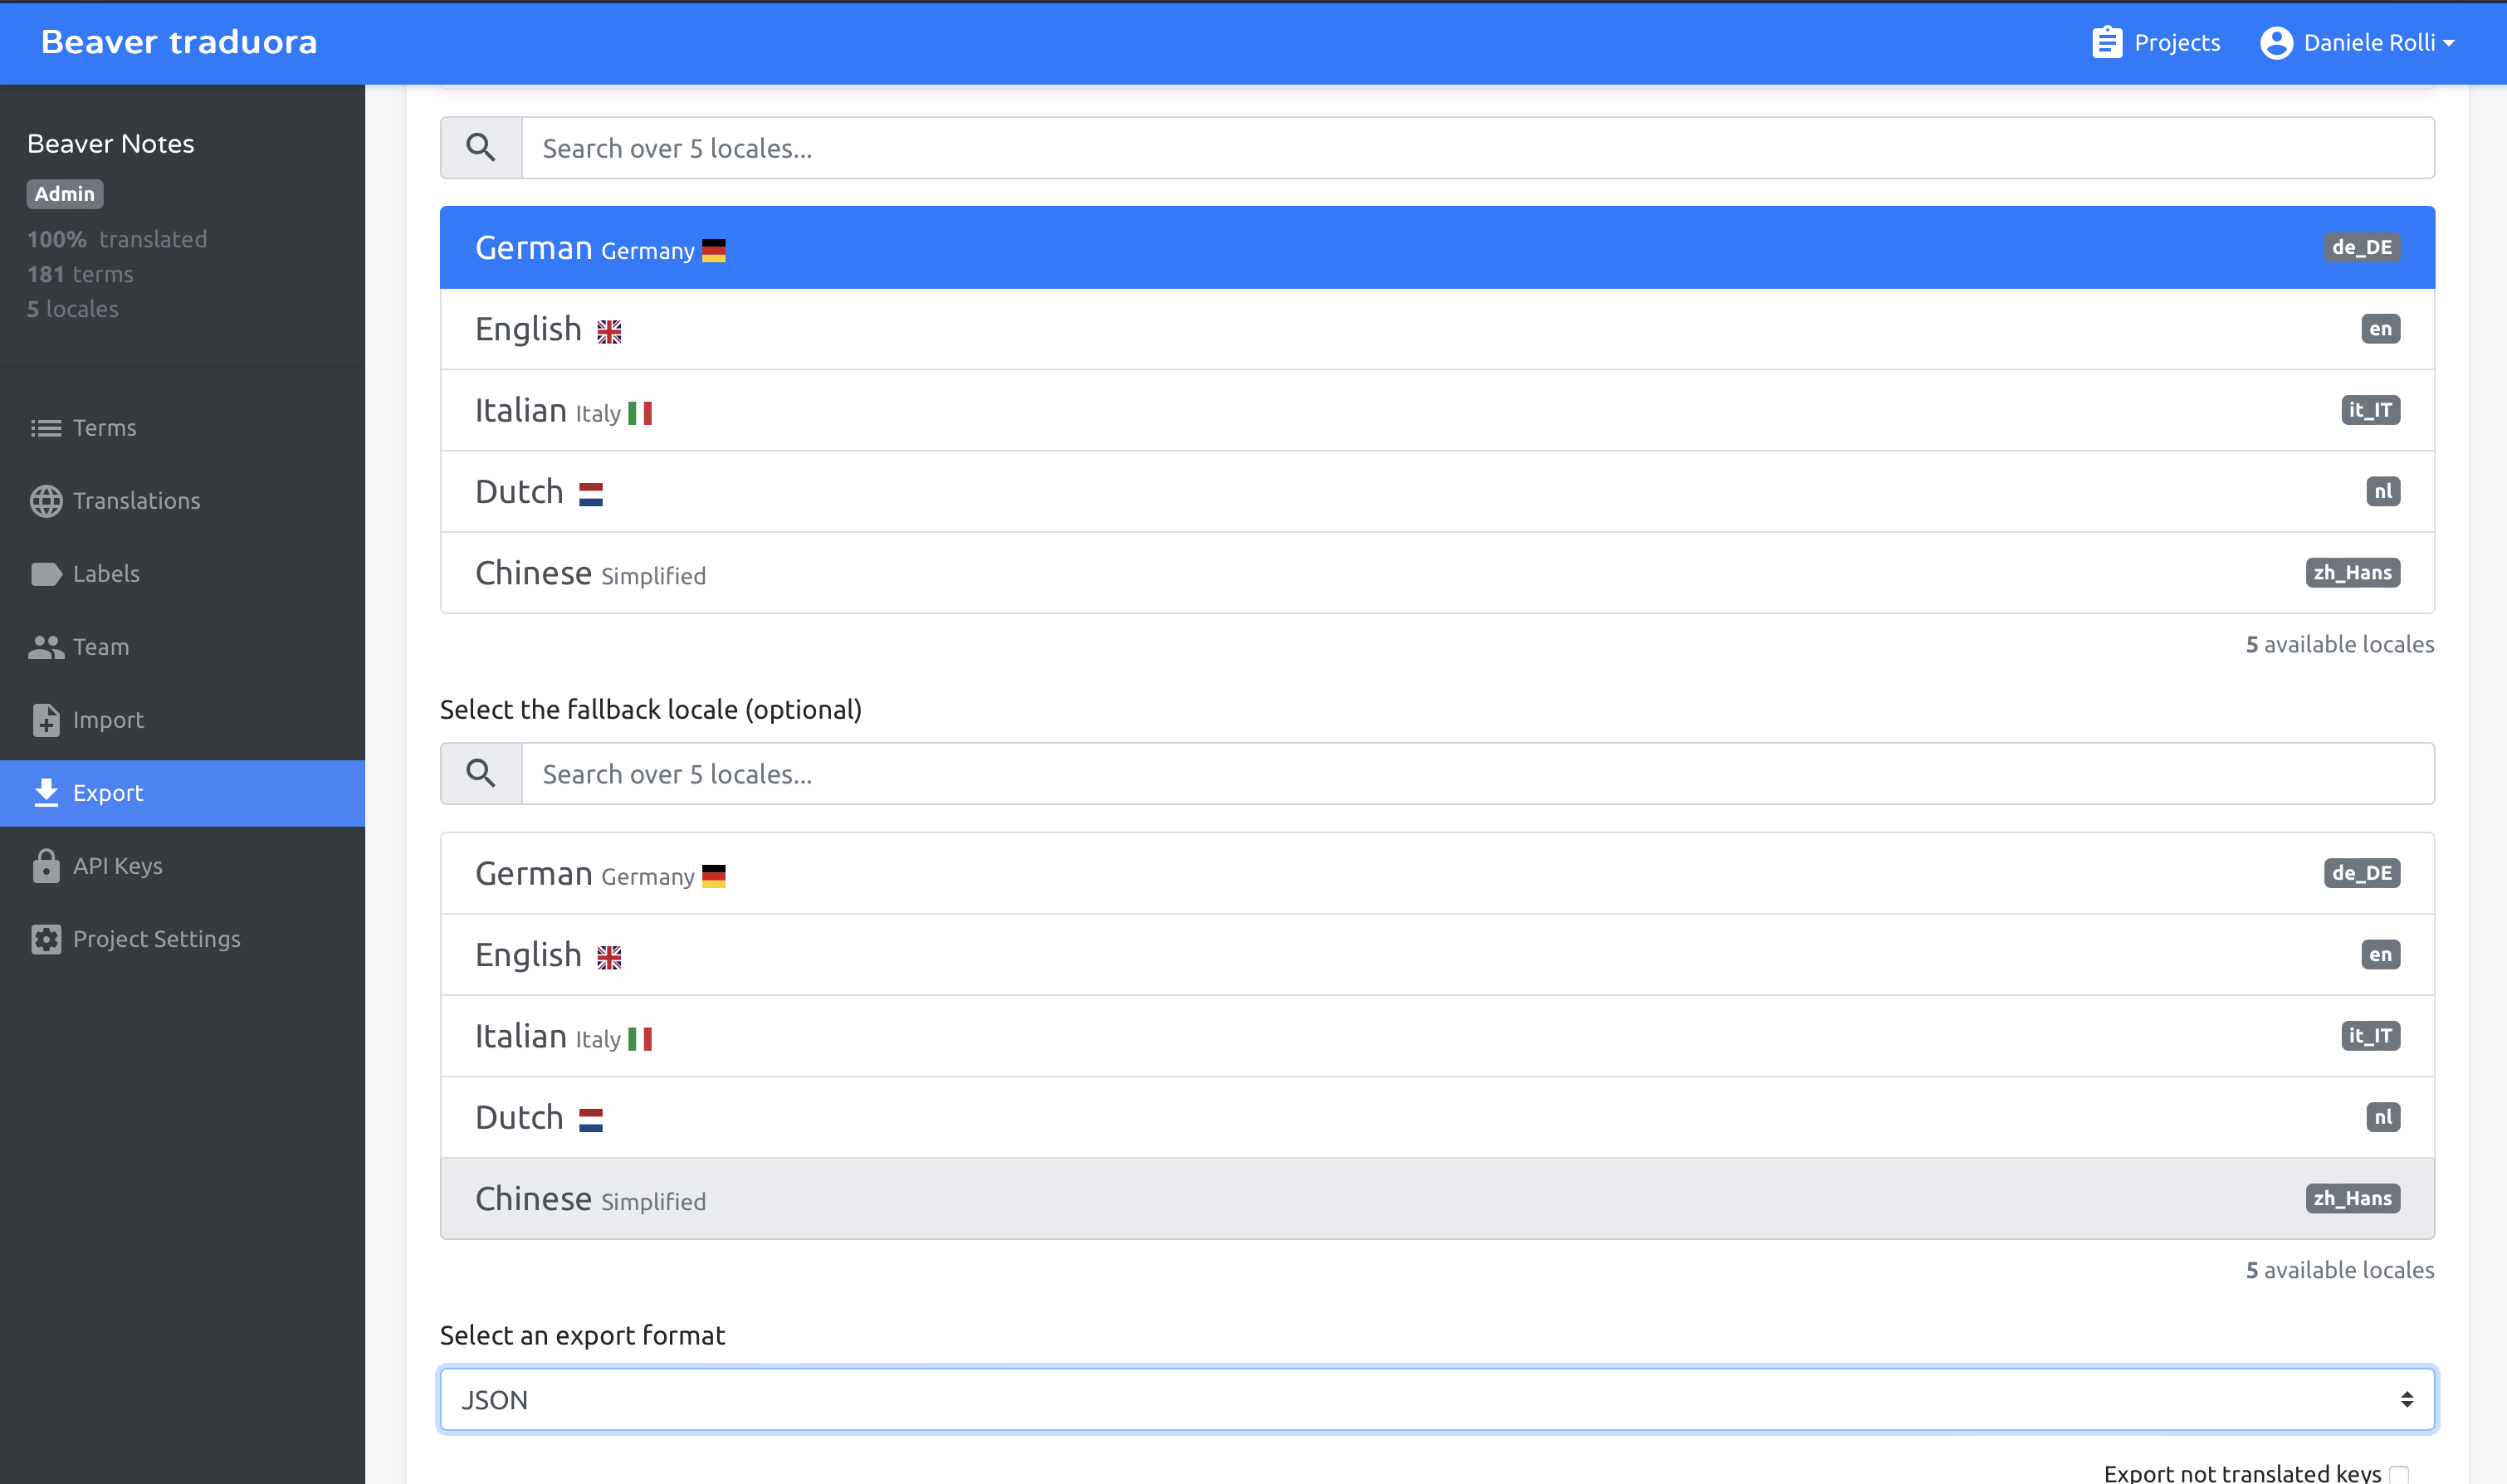 Beaver traduora
Projects
Daniele Rolli
Beaver Notes
Admin
100% translated
181 terms
5 locales
Terms
Translations
Labels
Team
Import
Export
API Keys
Project Settings
Search over 5 locales...
German Germany de_DE
English en
Italian Italy it_IT
Dutch nl
Chinese Simplified zh_Hans
5 available locales
Select the fallback locale (optional)
Search over 5 locales...
German Germany de_DE
English en
Italian Italy it_IT
Dutch nl
Chinese Simplified zh_Hans
5 available locales
Select an export format
JSON
Export not translated keys